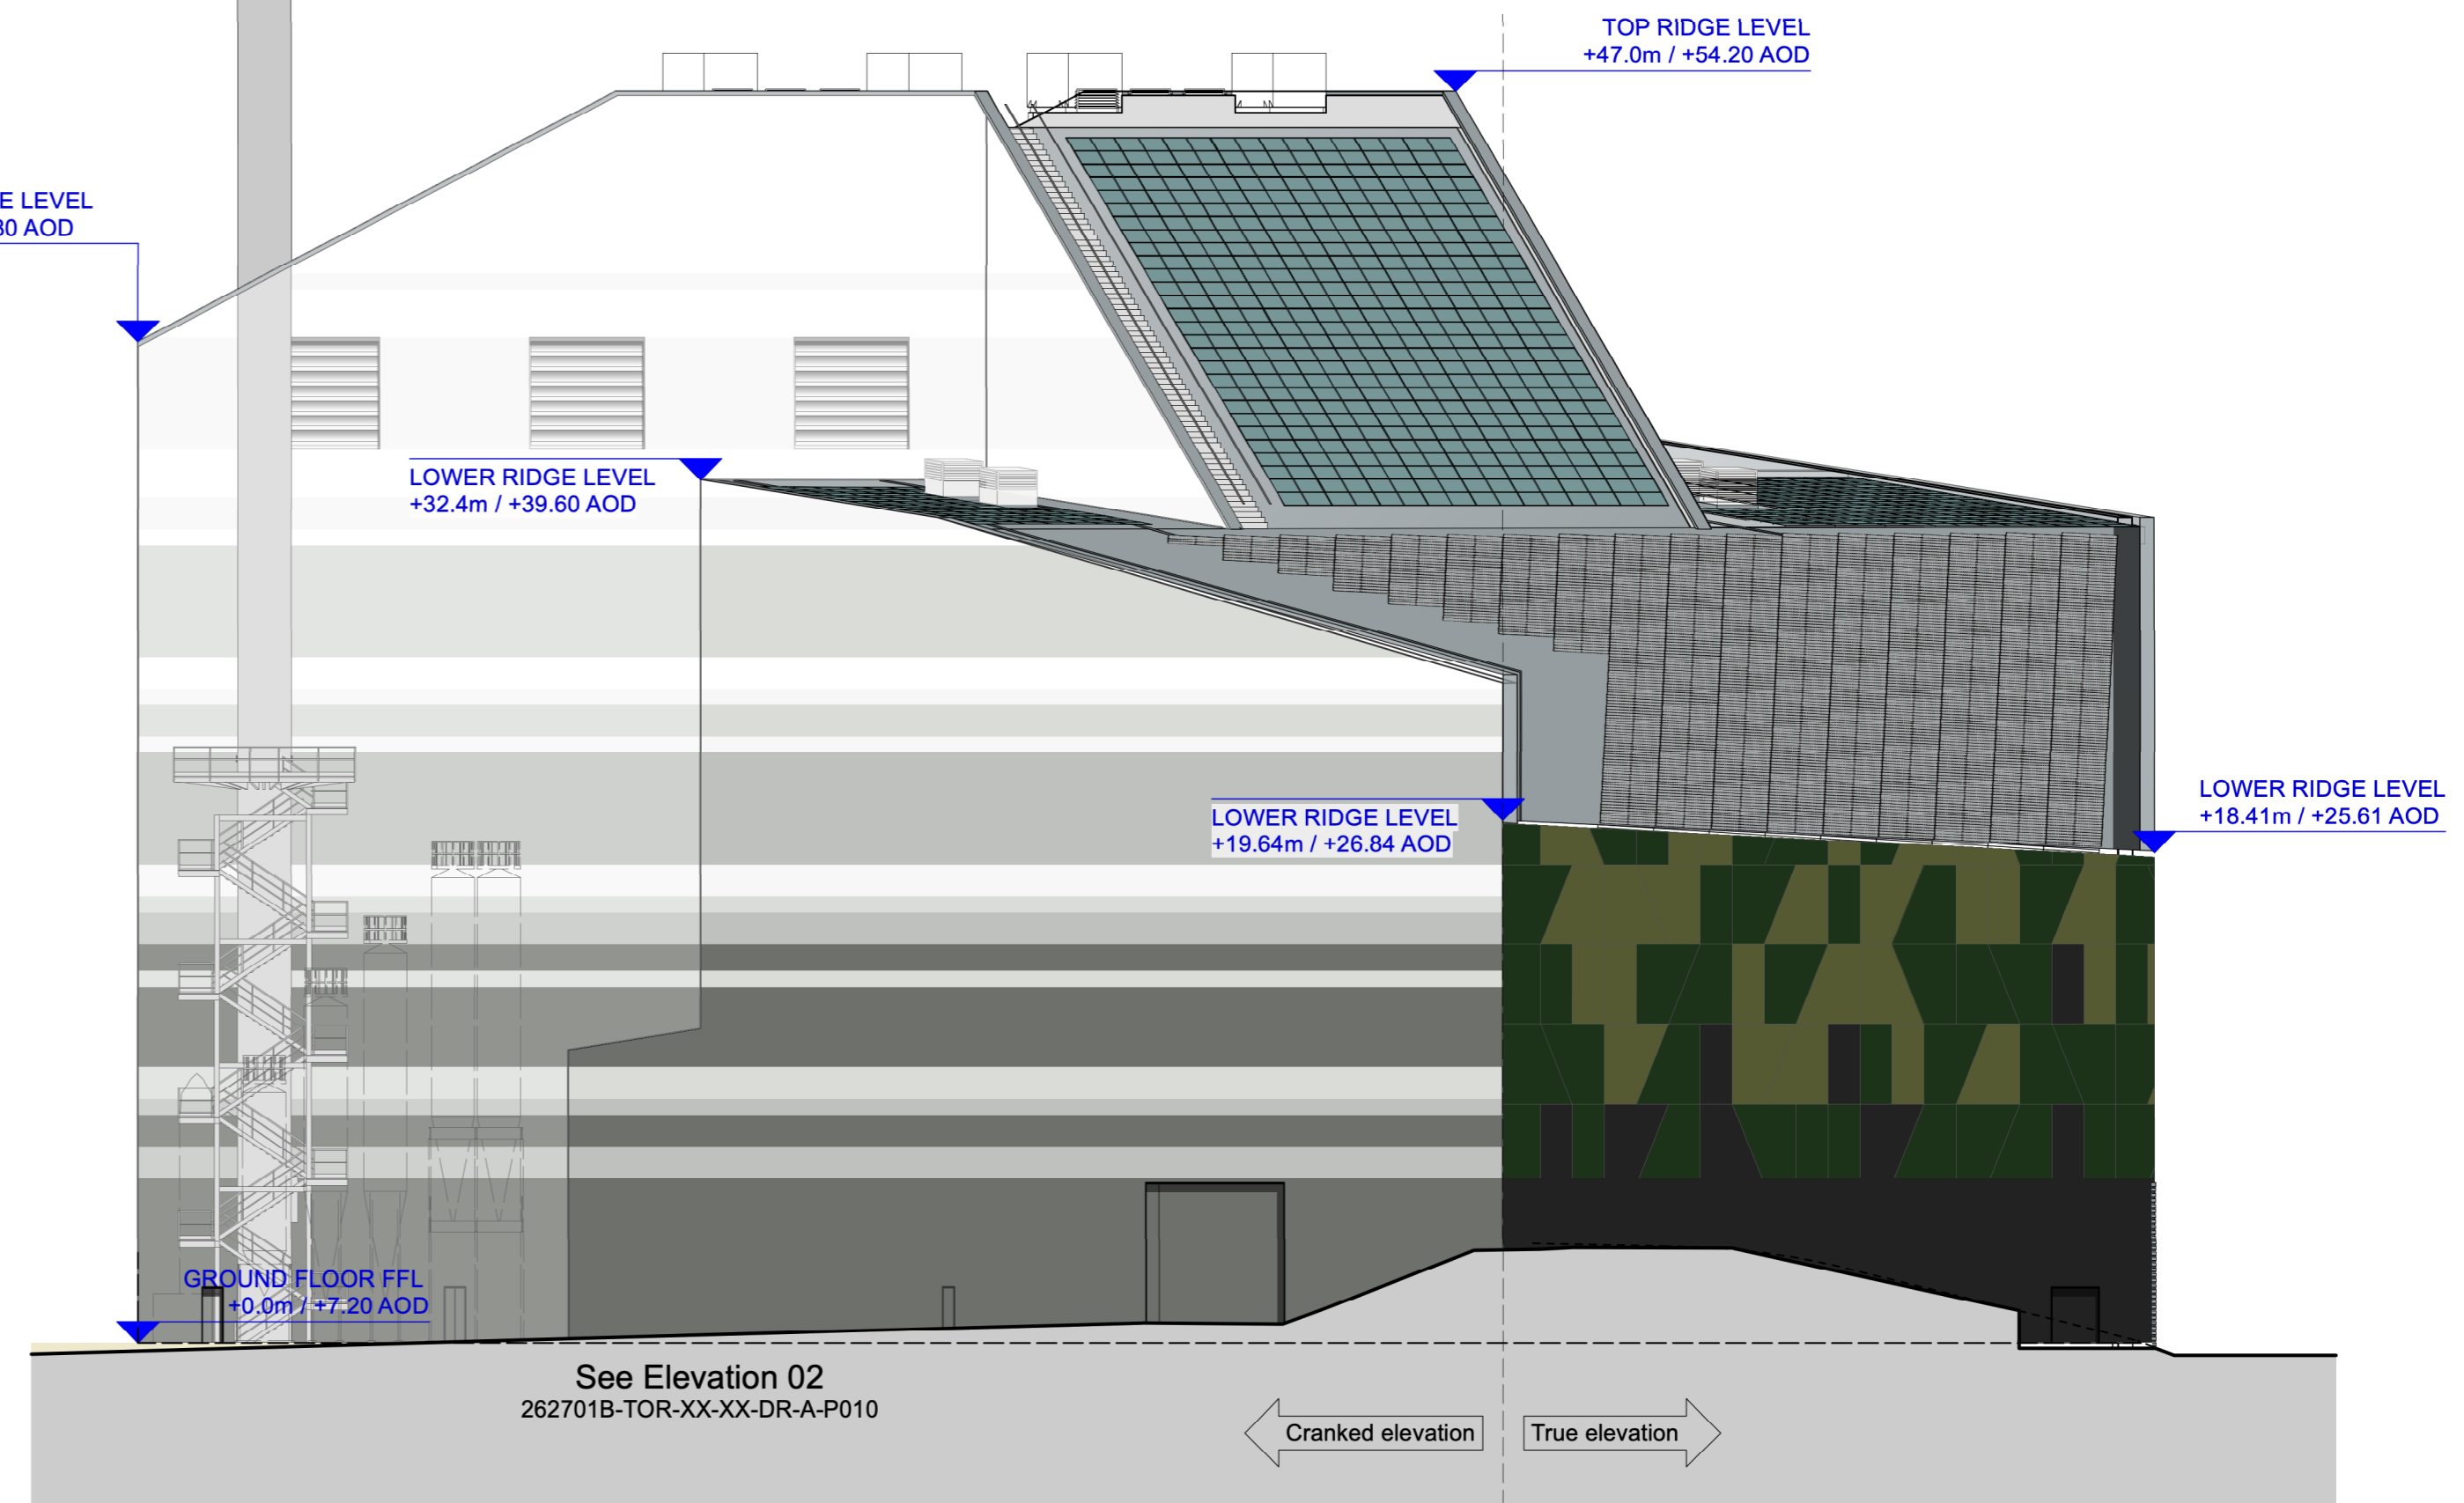 TOP RIDGE LEVEL
+47.0m / +54.20 AOD
LEVEL
AOD
LOWER RIDGE LEVEL
+32.4m / +39.60 AOD
LOWER RIDGE LEVEL
+19.64m / +26.84 AOD
LOWER RIDGE LEVEL
+18.41m / +25.61 AOD
GROUND FLOOR FFL
+0.0m / +7.20 AOD
See Elevation 02
262701B-TOR-XX-XX-DR-A-P010
Cranked elevation
True elevation